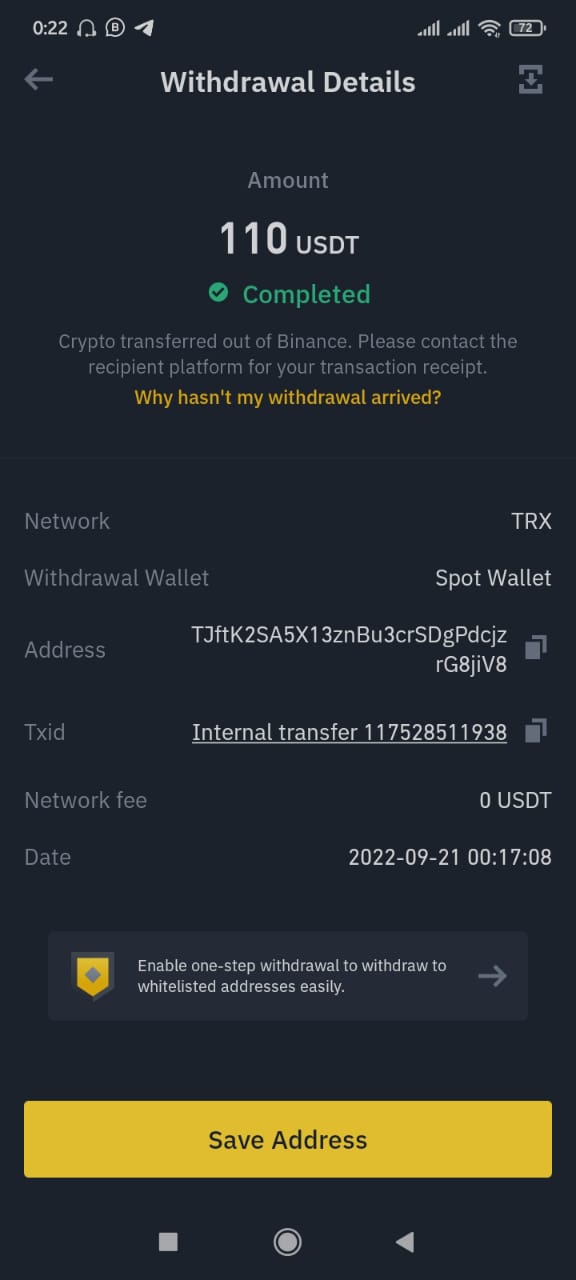 0:22
72
Withdrawal Details
Amount
110 USDT
Completed
Crypto transferred out of Binance. Please contact the
recipient platform for your transaction receipt.
Why hasn't my withdrawal arrived?
Network TRX
Withdrawal Wallet Spot Wallet
Address TJftK2SA5X13znBu3crSDgPdcjz
rG8jiV8
Txid Internal transfer 117528511938
Network fee 0 USDT
Date 2022-09-21 00:17:08
Enable one-step withdrawal to withdraw to
whitelisted addresses easily.
Save Address